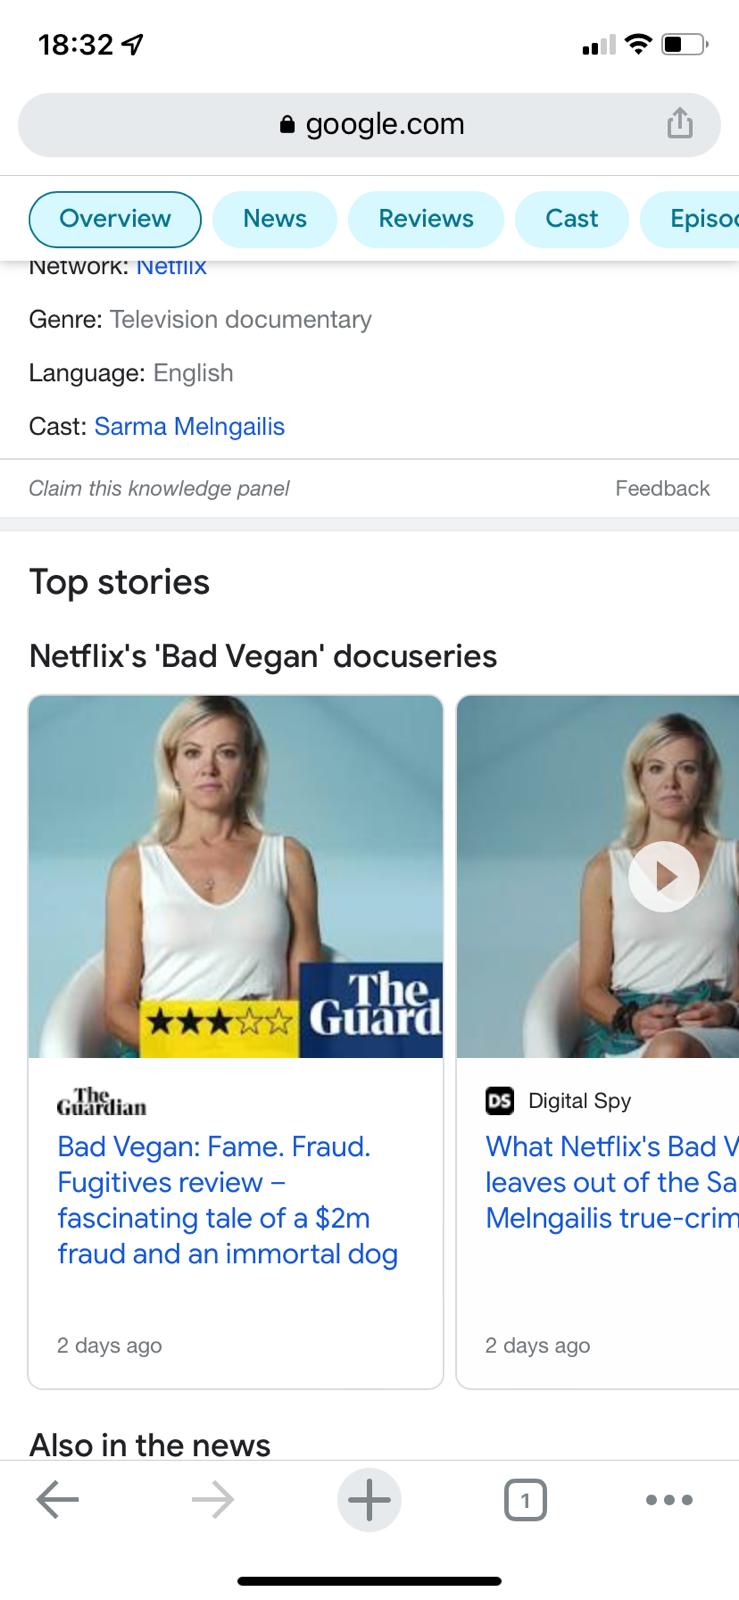 18:32
google.com
Overview
News
Reviews
Cast
Episo
Network: Netflix
Genre: Television documentary
Language: English
Cast: Sarma Melngailis
Claim this knowledge panel
Feedback
Top stories
Netflix's 'Bad Vegan' docuseries
The
Guard
The
Guardian
Bad Vegan: Fame. Fraud.
Fugitives review –
fascinating tale of a $2m
fraud and an immortal dog
2 days ago
DS Digital Spy
What Netflix's Bad V
leaves out of the Sa
Melngailis true-crim
2 days ago
Also in the news
1